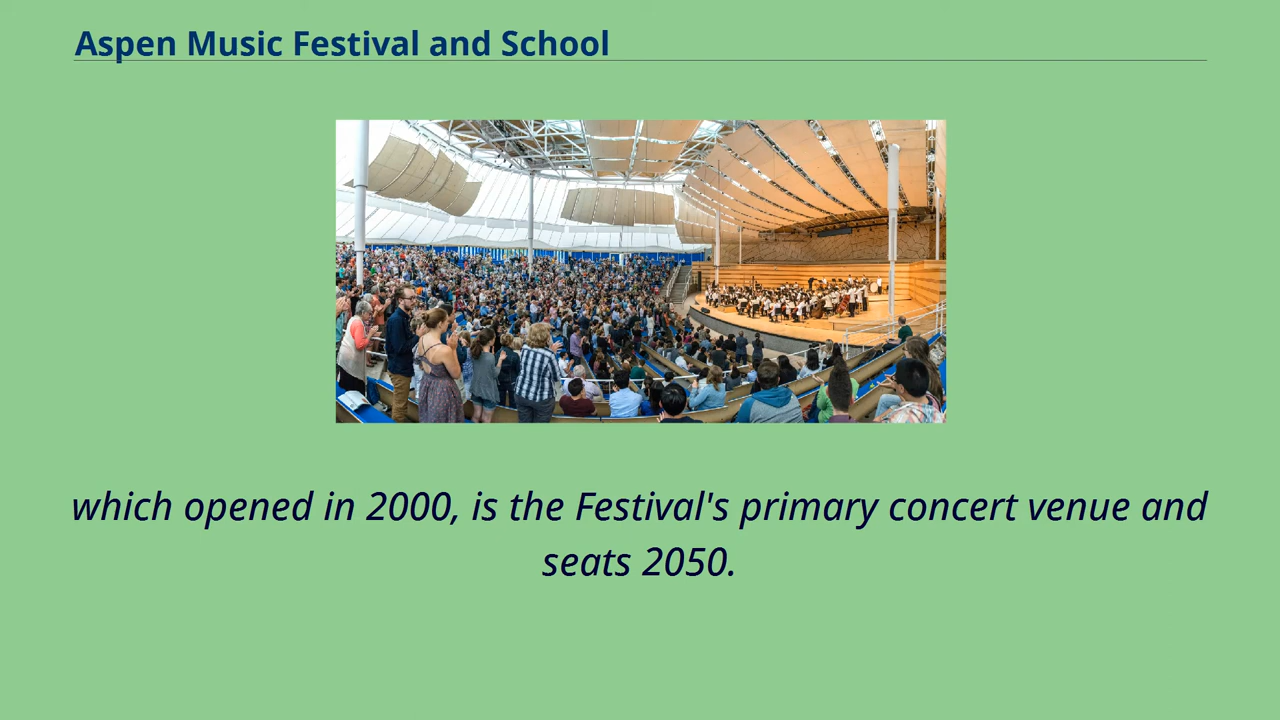 Aspen Music Festival and School
which opened in 2000, is the Festival's primary concert venue and
seats 2050.